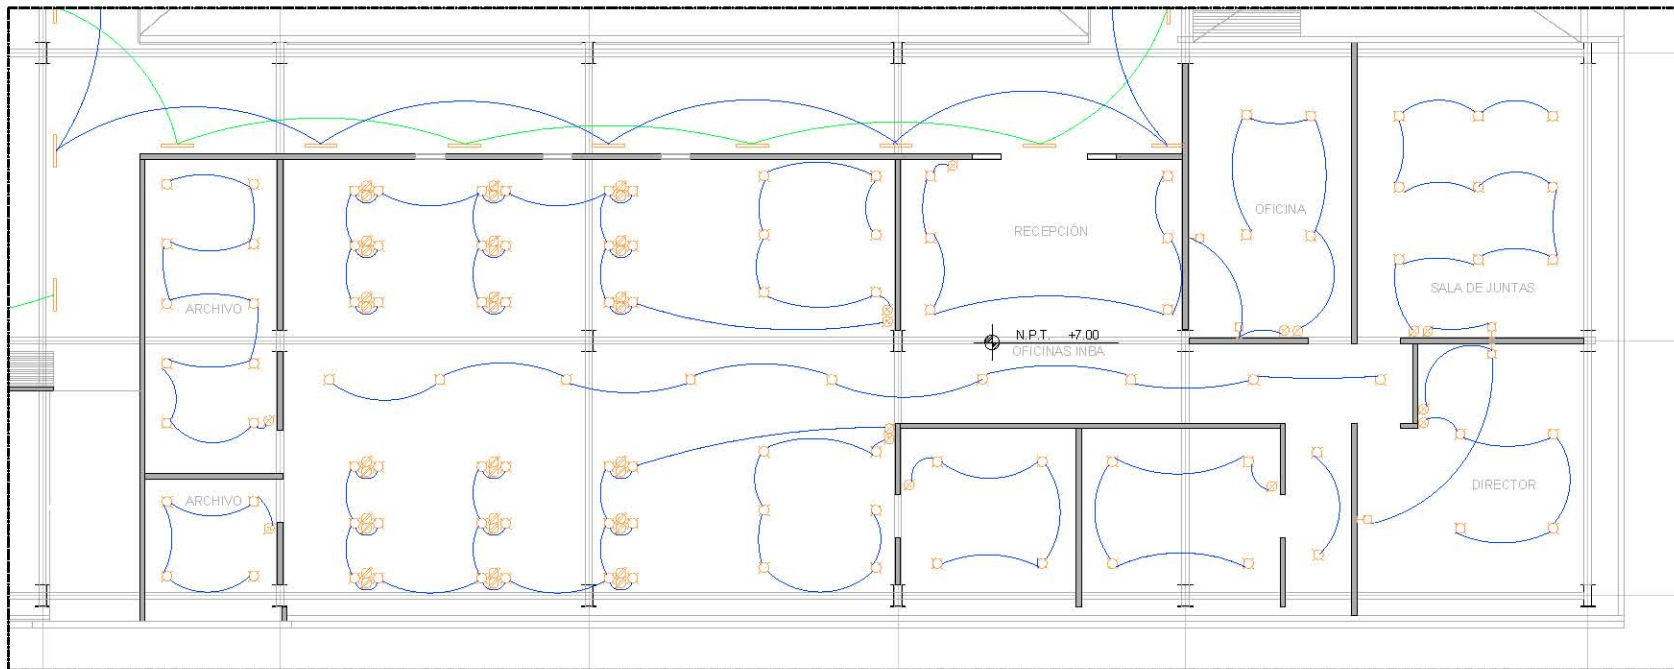 OFICINA
RECEPCIÓN
SALA DE JUNTAS
ARCHIVO
N.P.T. +7.00
OFICINAS INBA
ARCHIVO
DIRECTOR